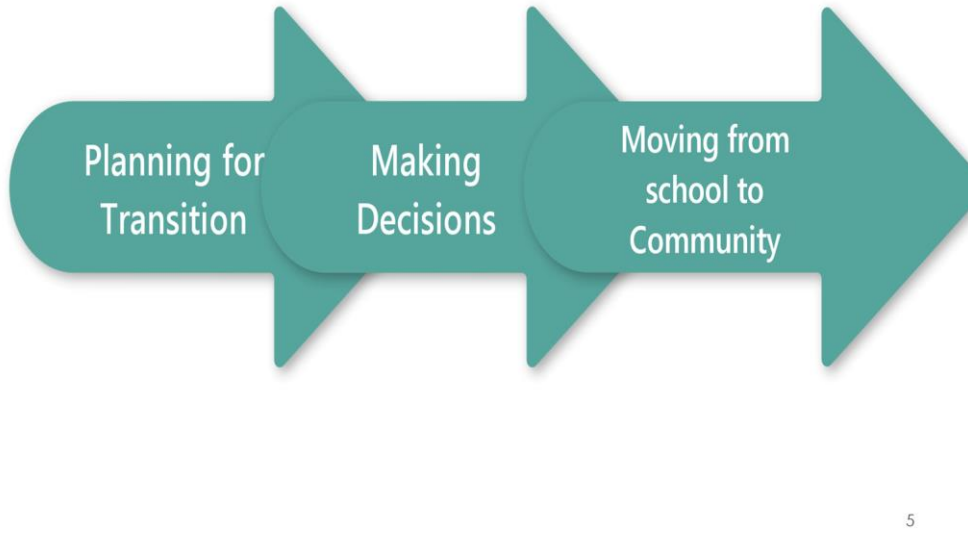 Planning for
Transition
Making
Decisions
Moving from
school to
Community
5